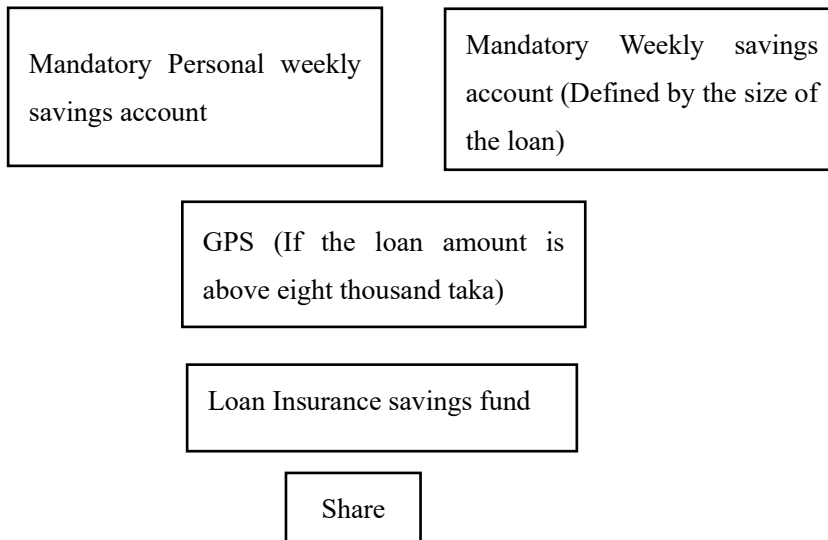 Mandatory Personal weekly
savings account
Mandatory Weekly savings
account (Defined by the size of
the loan)
GPS (If the loan amount is
above eight thousand taka)
Loan Insurance savings fund
Share